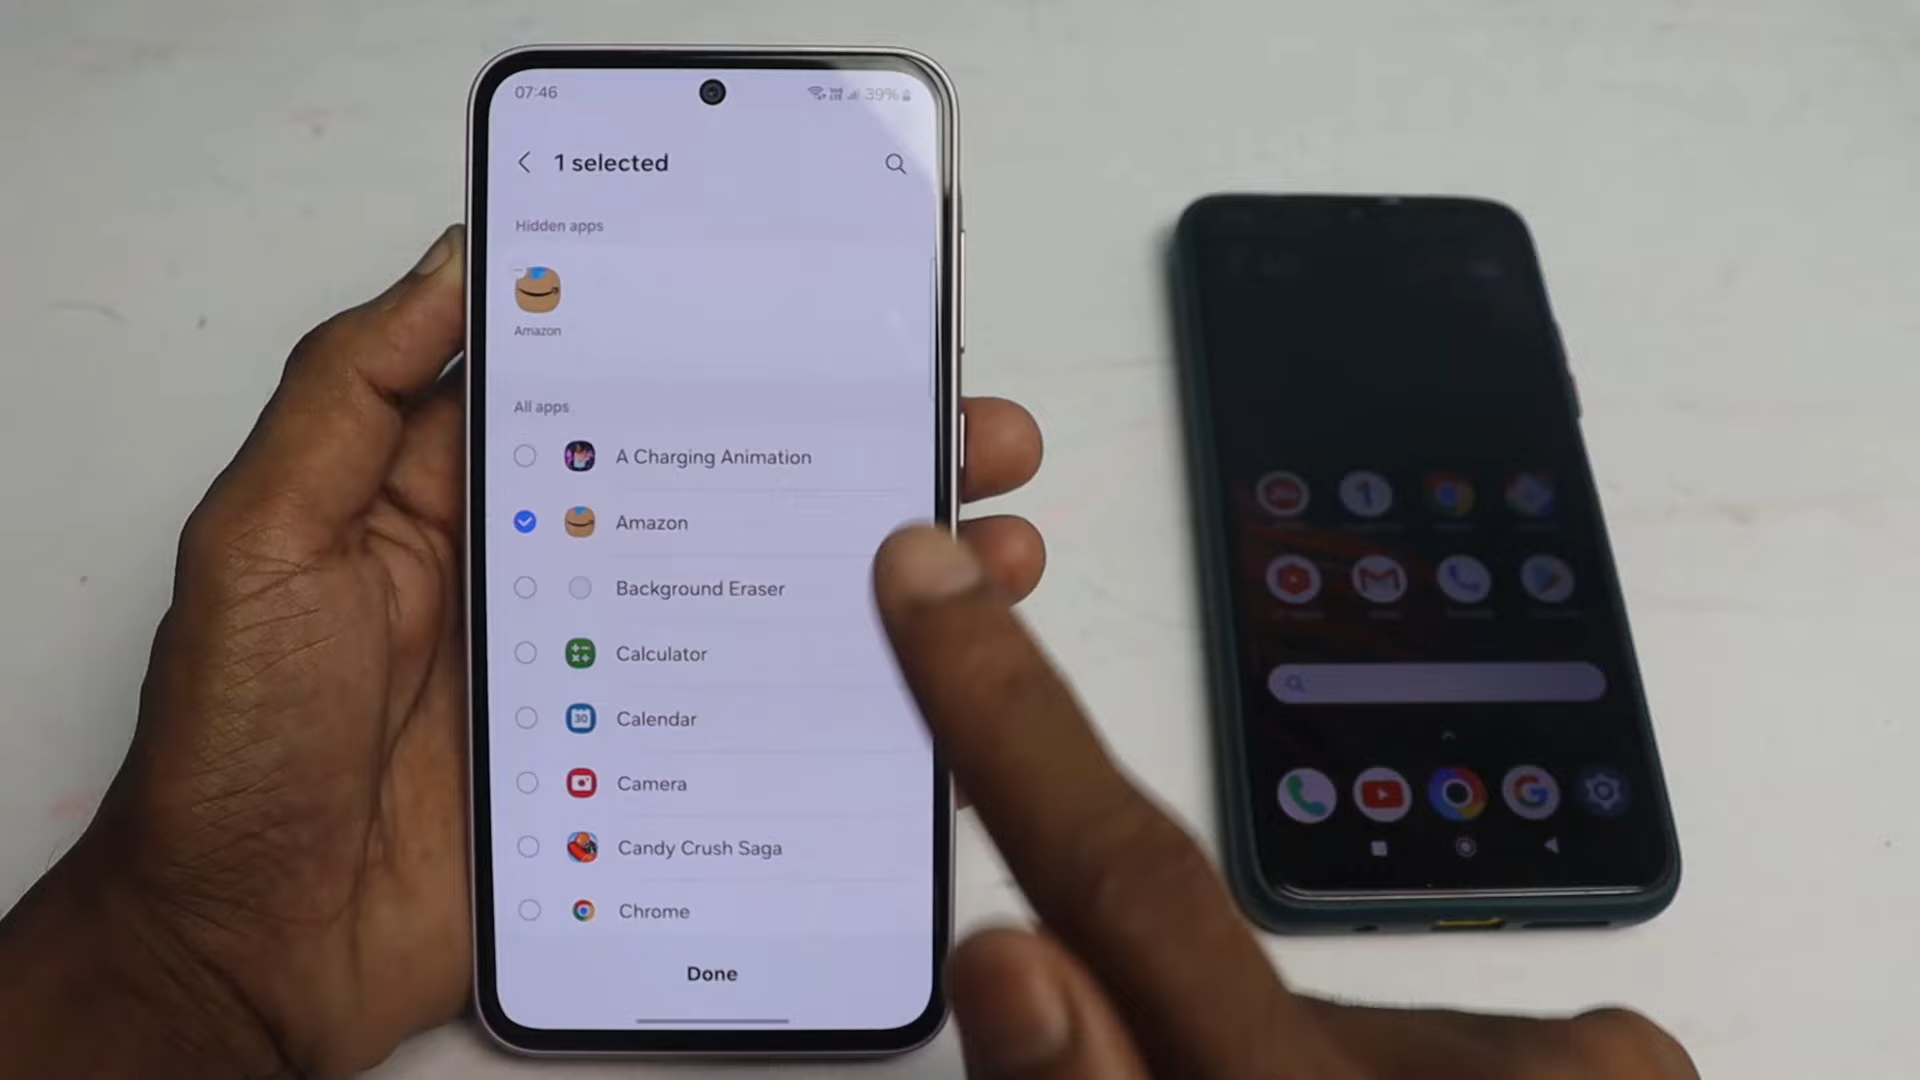 07:46
39%
1 selected
Hidden apps
Amazon
All apps
A Charging Animation
Amazon
Background Eraser
Calculator
30
Calendar
Camera
Candy Crush Saga
Chrome
Done